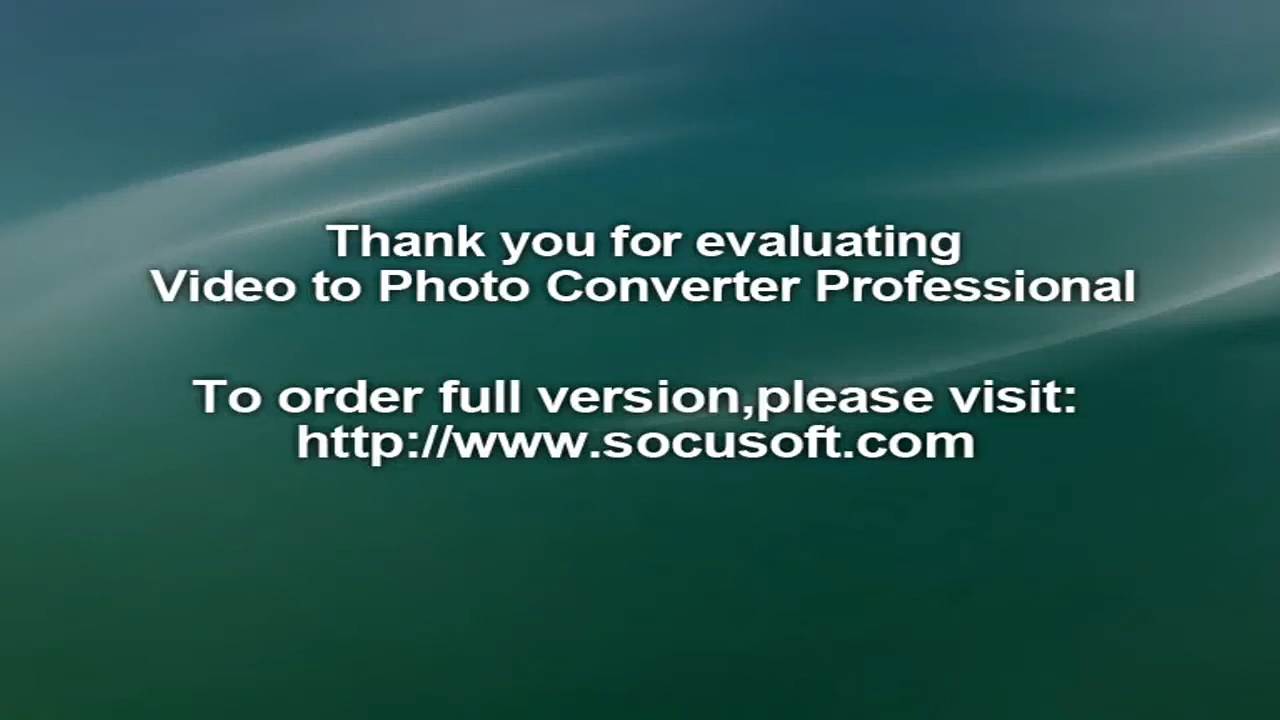 Thank you for evaluating
Video to Photo Converter Professional
To order full version,please visit:
http://www.socusoft.com